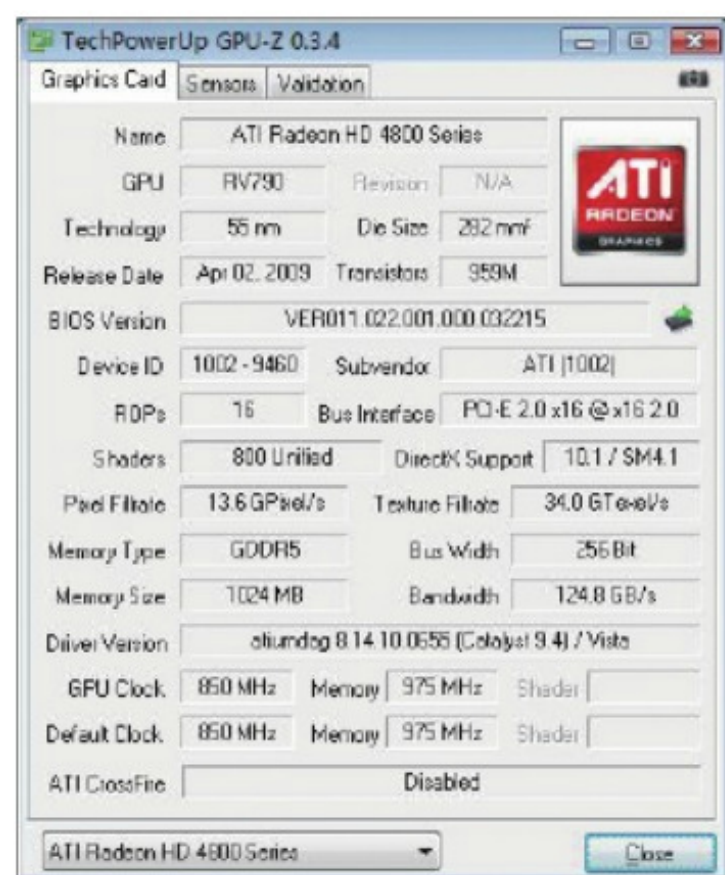 TechPowerUp GPU-Z 0.3.4
Graphics Card Sensors Validation
Name ATI Radeon HD 4800 Series
GPU RV790 Revision N/A
Technology 55 nm Die Size 282 mm²
Release Date Apr 02, 2009 Transistors 959M
ATI
RADEON
GRAPHICS
BIOS Version VER011.022.001.000.032215
Device ID 1002 - 9460 Subvendor ATI (1002)
ROPs 16 Bus Interface PCI-E 2.0 x16 @ x16 2.0
Shaders 800 Unified DirectX Support 10.1 / SM4.1
Pixel Fillrate 13.6 GPixel/s Texture Fillrate 34.0 GTexel/s
Memory Type GDDR5 Bus Width 256 Bit
Memory Size 1024 MB Bandwidth 124.8 GB/s
Driver Version atiumdag 8.14.10.0655 (Catalyst 9.4) / Vista
GPU Clock 850 MHz Memory 975 MHz Shader
Default Clock 850 MHz Memory 975 MHz Shader
ATI CrossFire Disabled
ATI Radeon HD 4800 Series Close